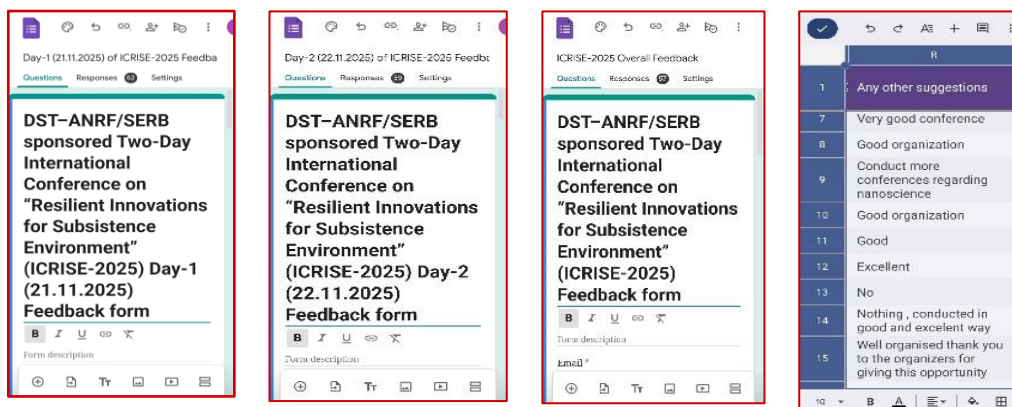 Day-1 (21.11.2025) of ICRISE-2025 Feedba
Questions Responses 62 Settings
DST–ANRF/SERB
sponsored Two-Day
International
Conference on
“Resilient Innovations
for Subsistence
Environment”
(ICRISE-2025) Day-1
(21.11.2025)
Feedback form
B I U
Form description
Tт
Day-2 (22.11.2025) of ICRISE-2025 Feedbc
Questions Responses 59 Settings
DST–ANRF/SERB
sponsored Two-Day
International
Conference on
“Resilient Innovations
for Subsistence
Environment”
(ICRISE-2025) Day-2
(22.11.2025)
Feedback form
B I U
Form description
Tт
ICRISE-2025 Overall Feedback
Questions Responses 57 Settings
DST–ANRF/SERB
sponsored Two-Day
International
Conference on
“Resilient Innovations
for Subsistence
Environment”
(ICRISE-2025)
Feedback form
B I U
Form description
Email *
Tт
R
1 Any other suggestions
7 Very good conference
8 Good organization
Conduct more
9 conferences regarding
nanoscience
10 Good organization
11 Good
12 Excellent
13 No
14 Nothing , conducted in
good and excelent way
Well organised thank you
15 to the organizers for
giving this opportunity
10 B A